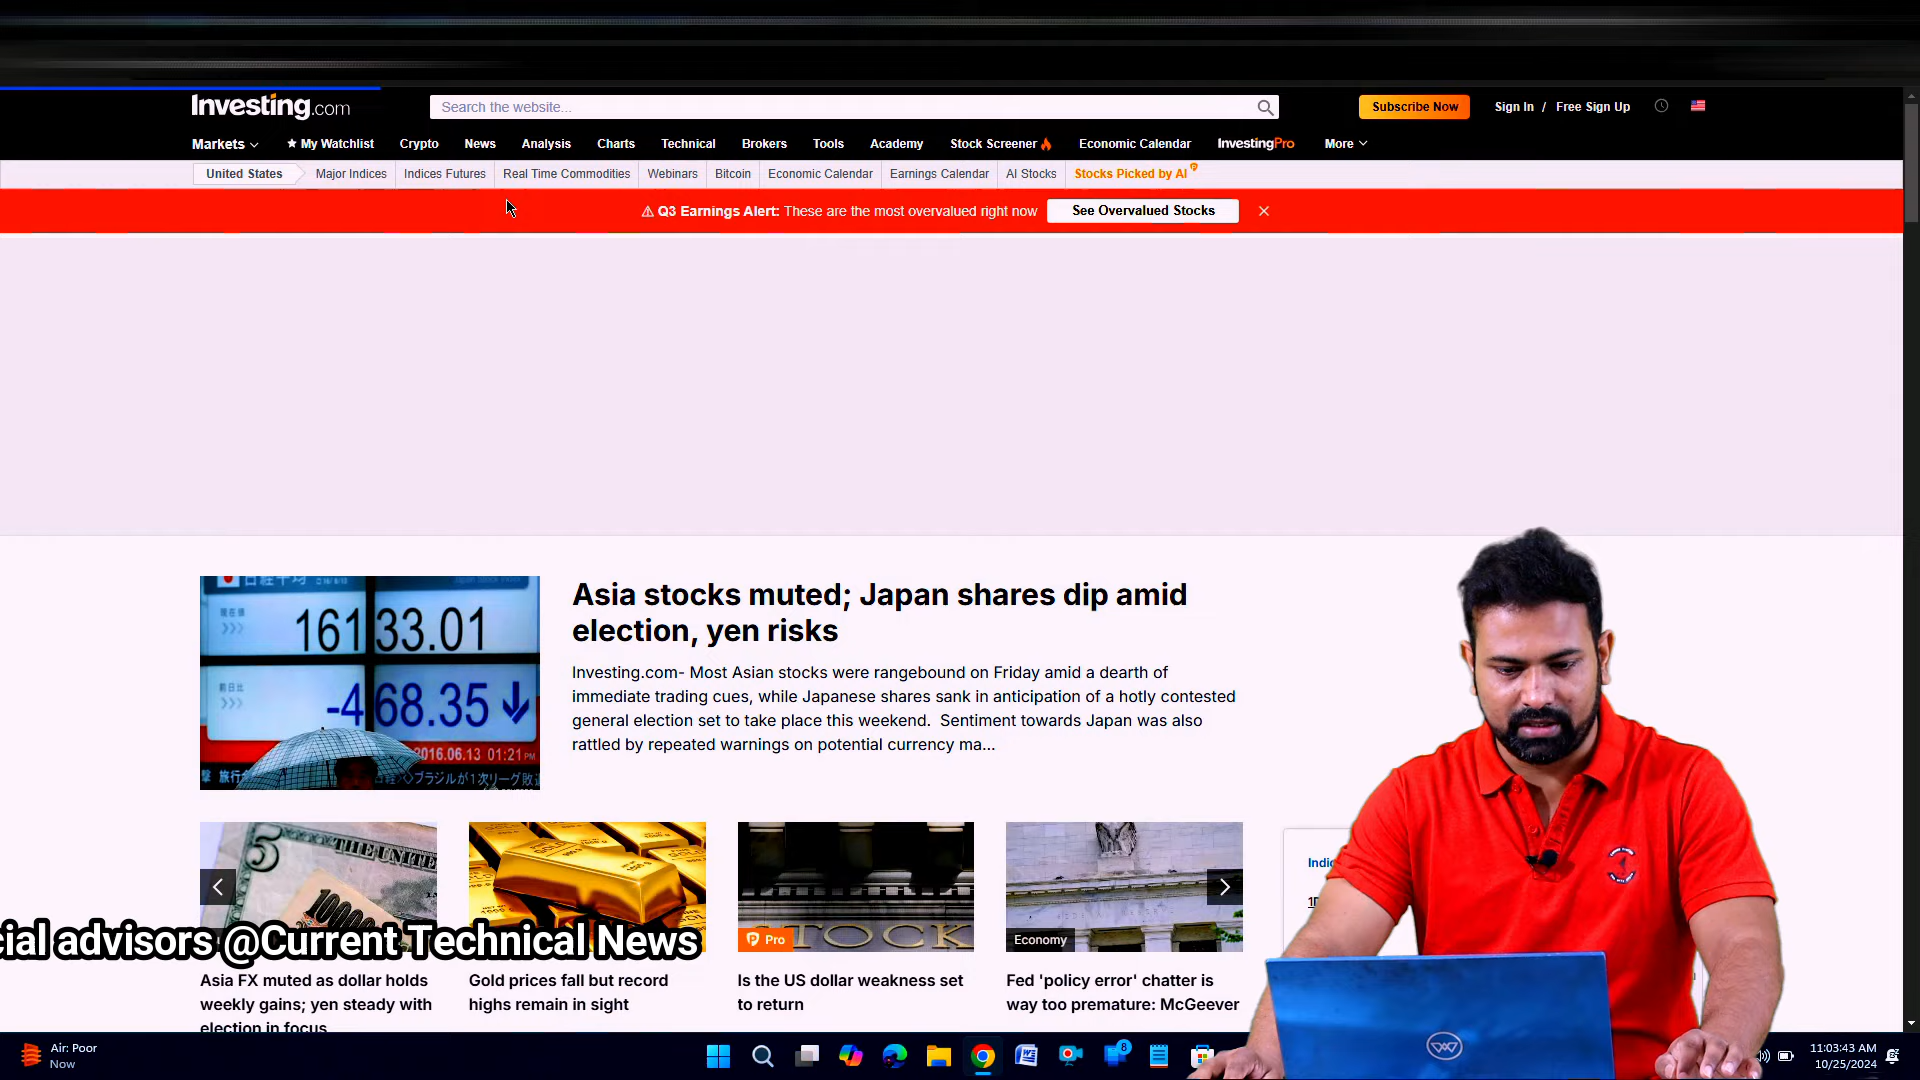 Investing.com
Search the website...
Subscribe Now
Sign In / Free Sign Up
Markets
My Watchlist
Crypto
News
Analysis
Charts
Technical
Brokers
Tools
Academy
Stock Screener
Economic Calendar
InvestingPro
More
United States
Major Indices
Indices Futures
Real Time Commodities
Webinars
Bitcoin
Economic Calendar
Earnings Calendar
AI Stocks
Stocks Picked by AI
Q3 Earnings Alert: These are the most overvalued right now
See Overvalued Stocks
16133.01
-468.35
2016.06.13 01:21 PM
Asia stocks muted; Japan shares dip amid
election, yen risks
Investing.com- Most Asian stocks were rangebound on Friday amid a dearth of
immediate trading cues, while Japanese shares sank in anticipation of a hotly contested
general election set to take place this weekend. Sentiment towards Japan was also
rattled by repeated warnings on potential currency ma...
5
THE UNITE
Pro
STOCK
Economy
cial advisors @Current Technical News
Asia FX muted as dollar holds
weekly gains; yen steady with
election in focus
Gold prices fall but record
highs remain in sight
Is the US dollar weakness set
to return
Fed 'policy error' chatter is
way too premature: McGeever
Air: Poor
Now
8
11:03:43 AM
10/25/2024